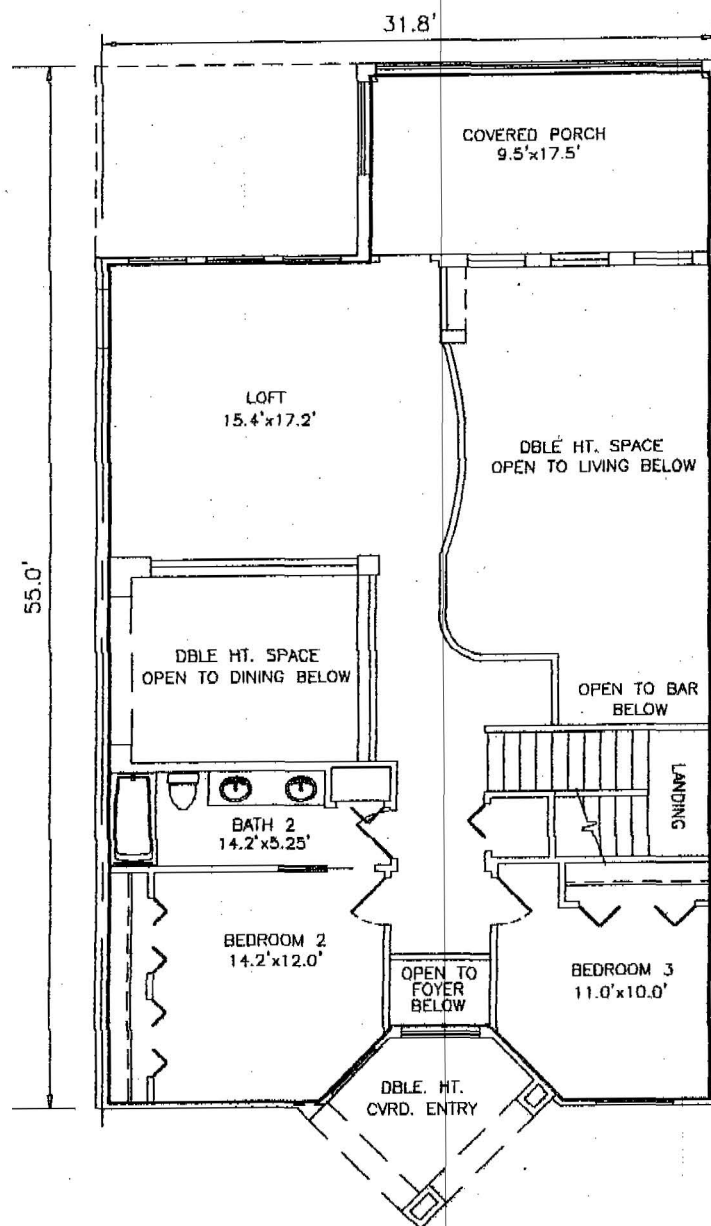 31.8'
COVERED PORCH
9.5'x17.5'
LOFT
15.4'x17.2'
DBLE HT. SPACE
OPEN TO LIVING BELOW
55.0'
DBLE HT. SPACE
OPEN TO DINING BELOW
OPEN TO BAR
BELOW
LANDING
BATH 2
14.2'x5.25'
BEDROOM 2
14.2'x12.0'
OPEN TO
FOYER
BELOW
BEDROOM 3
11.0'x10.0'
DBLE. HT.
CVRD. ENTRY